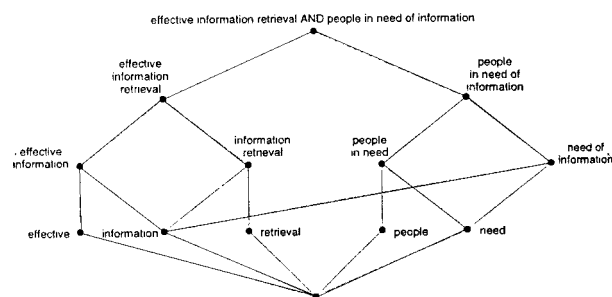 effective information retrieval AND people in need of information
effective
information
retrieval
people
in need of
information
effective
information
information
retrieval
people
in need
need of
information
effective
information
retrieval
people
need